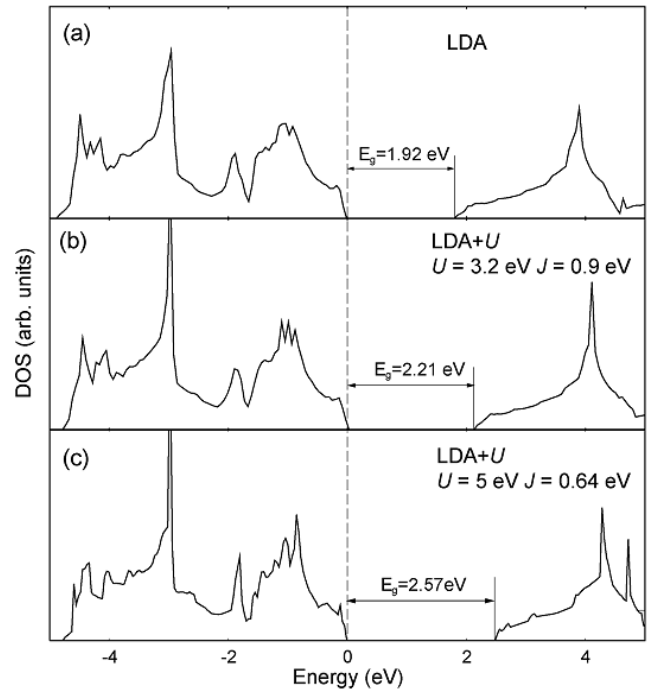 (a)
LDA
E_g=1.92 eV
(b)
LDA+U
U = 3.2 eV J = 0.9 eV
E_g=2.21 eV
(c)
LDA+U
U = 5 eV J = 0.64 eV
E_g=2.57eV
DOS (arb. units)
-4 -2 0 2 4
Energy (eV)